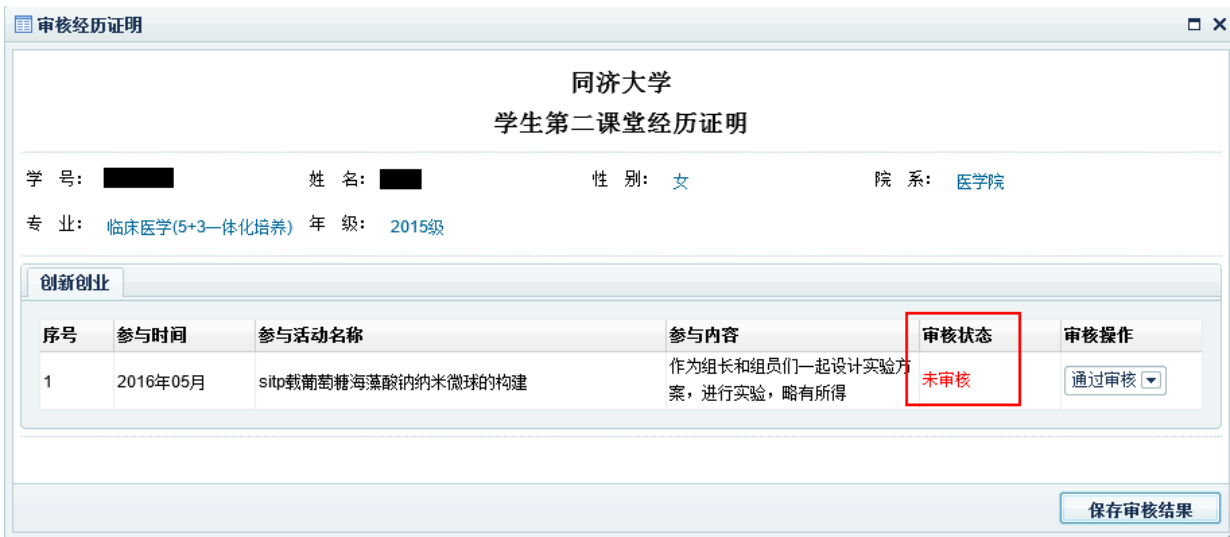 审核经历证明
同济大学
学生第二课堂经历证明
学 号: 姓 名: 性 别: 女 院 系: 医学院
专 业: 临床医学(5+3一体化培养) 年 级: 2015级
创新创业
序号 参与时间 参与活动名称 参与内容 审核状态 审核操作
1 2016年05月 sitp载葡萄糖海藻酸钠纳米微球的构建 作为组长和组员们一起设计实验方 未审核 通过审核
案，进行实验，略有所得
保存审核结果